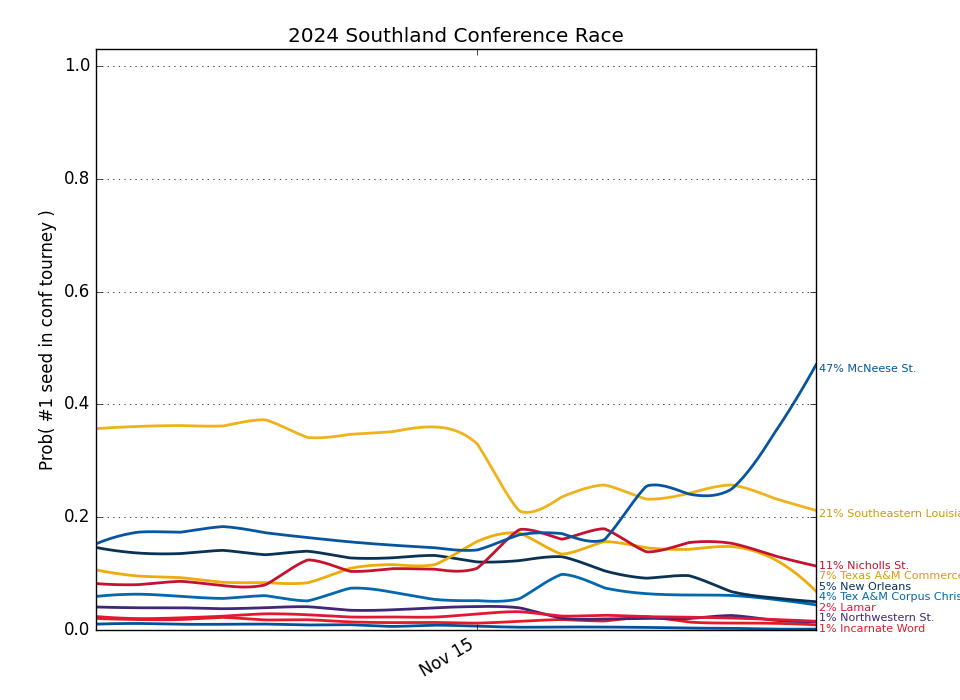 2024 Southland Conference Race
1.0
0.8
0.6
0.4
0.2
0.0
Prob( #1 seed in conf tourney )
Nov 15
47% McNeese St.
21% Southeastern Louisia
11% Nicholls St.
7% Texas A&M Commerce
5% New Orleans
4% Tex A&M Corpus Chris
2% Lamar
1% Northwestern St.
1% Incarnate Word